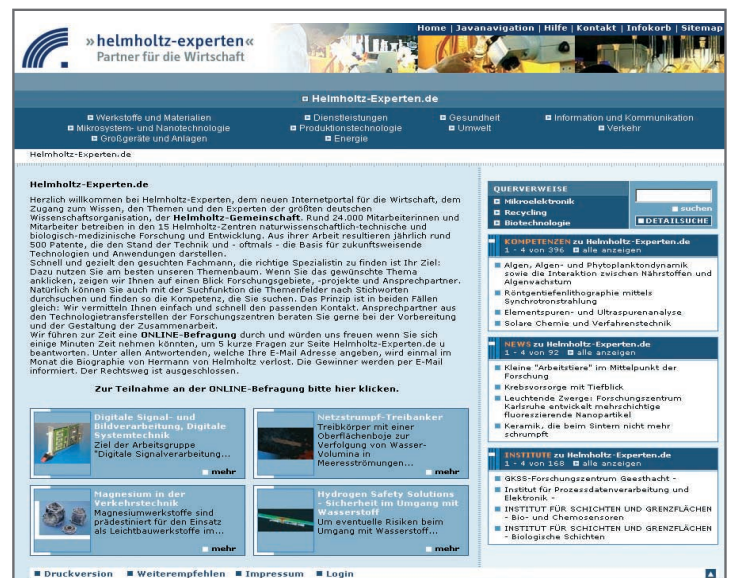 Home | Javanavigation | Hilfe | Kontakt | Infokorb | Sitemap
»helmholtz-experten«
Partner für die Wirtschaft
Helmholtz-Experten.de
Werkstoffe und Materialien
Mikrosystem- und Nanotechnologie
Großgeräte und Anlagen
Dienstleistungen
Produktionstechnologie
Energie
Gesundheit
Umwelt
Information und Kommunikation
Verkehr
Helmholtz-Experten.de
Helmholtz-Experten.de
Herzlich willkommen bei Helmholtz-Experten, dem neuen Internetportal für die Wirtschaft, dem
Zugang zum Wissen, den Themen und den Experten der größten deutschen
Wissenschaftsorganisation, der Helmholtz-Gemeinschaft. Rund 24.000 Mitarbeiterinnen und
Mitarbeiter betreiben in den 15 Helmholtz-Zentren naturwissenschaftlich-technische und
biologisch-medizinische Forschung und Entwicklung. Aus ihrer Arbeit resultieren jährlich rund
500 Patente, die den Stand der Technik und - oftmals - die Basis für zukunftsweisende
Technologien und Anwendungen darstellen.
Schnell und gezielt den gesuchten Fachmann, die richtige Spezialistin zu finden ist Ihr Ziel:
Dazu nutzen Sie am besten unseren Themenbaum. Wenn Sie das gewünschte Thema
anklicken, zeigen wir Ihnen auf einen Blick Forschungsgebiete, -projekte und Ansprechpartner.
Natürlich können Sie auch mit der Suchfunktion die Themenfelder nach Stichworten
durchsuchen und finden so die Kompetenz, die Sie suchen. Das Prinzip ist in beiden Fällen
gleich: Wir vermitteln Ihnen einfach und schnell den passenden Kontakt. Ansprechpartner aus
den Technologietransferstellen der Forschungszentren beraten Sie gerne bei der Vorbereitung
und der Gestaltung der Zusammenarbeit.
Wir führen zur Zeit eine ONLINE-Befragung durch und würden uns freuen wenn Sie sich
einige Minuten Zeit nehmen könnten, um 5 kurze Fragen zur Seite Helmholtz-Experten.de u
beantworten. Unter allen Antwortenden, welche Ihre E-Mail Adresse angeben, wird einmal im
Monat die Biographie von Hermann von Helmholtz verlost. Die Gewinner werden per E-Mail
informiert. Der Rechtsweg ist ausgeschlossen.
Zur Teilnahme an der ONLINE-Befragung bitte hier klicken.
Digitale Signal- und
Bildverarbeitung, Digitale
Systemtechnik
Ziel der Arbeitsgruppe
"Digitale Signalverarbeitung...
mehr
Netzstrumpf-Treibanker
Treibkörper mit einer
Oberflächenboje zur
Verfolgung von Wasser-
Volumina in
Meeresströmungen...
mehr
Magnesium in der
Verkehrstechnik
Magnesiumwerkstoffe sind
prädestiniert für den Einsatz
als Leichtbauwerkstoffe im...
mehr
Hydrogen Safety Solutions
- Sicherheit im Umgang mit
Wasserstoff
Um eventuelle Risiken beim
Umgang mit Wasserstoff...
mehr
QUERVERWEISE
Mikroelektronik
Recycling
Biotechnologie
suchen
DETAILSUCHE
KOMPETENZEN zu Helmholtz-Experten.de
1 - 4 von 396 alle anzeigen
Algen, Algen- und Phytoplanktondynamik
sowie die Interaktion zwischen Nährstoffen und
Algenwachstum
Röntgentiefenlithographie mittels
Synchrotronstrahlung
Elementspuren- und Ultraspurenanalyse
Solare Chemie und Verfahrenstechnik
NEWS zu Helmholtz-Experten.de
1 - 4 von 92 alle anzeigen
Kleine "Arbeitstiere" im Mittelpunkt der
Forschung
Krebsvorsorge mit Tiefblick
Leuchtende Zwerge: Forschungszentrum
Karlsruhe entwickelt mehrschichtige
fluoreszierende Nanopartikel
Keramik, die beim Sintern nicht mehr
schrumpft
INSTITUTE zu Helmholtz-Experten.de
1 - 4 von 168 alle anzeigen
GKSS-Forschungszentrum Geesthacht -
Institut für Prozessdatenverarbeitung und
Elektronik -
INSTITUT FÜR SCHICHTEN UND GRENZFLÄCHEN
- Bio- und Chemosensoren
INSTITUT FÜR SCHICHTEN UND GRENZFLÄCHEN
- Biologische Schichten
Druckversion Weiterempfehlen Impressum Login